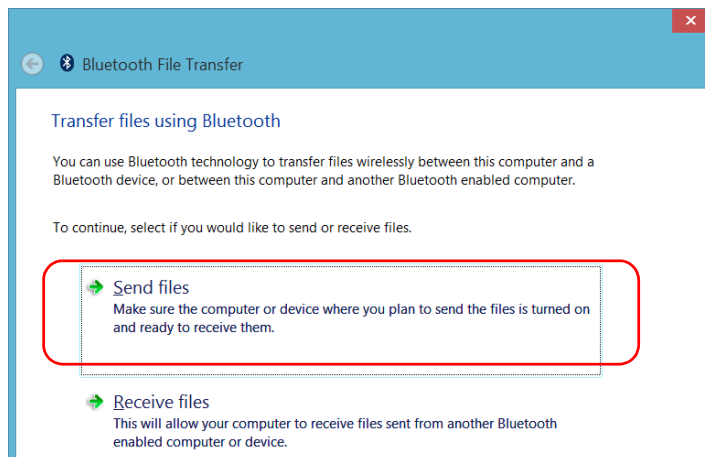 Bluetooth File Transfer
Transfer files using Bluetooth
You can use Bluetooth technology to transfer files wirelessly between this computer and a
Bluetooth device, or between this computer and another Bluetooth enabled computer.
To continue, select if you would like to send or receive files.
Send files
Make sure the computer or device where you plan to send the files is turned on
and ready to receive them.
Receive files
This will allow your computer to receive files sent from another Bluetooth
enabled computer or device.